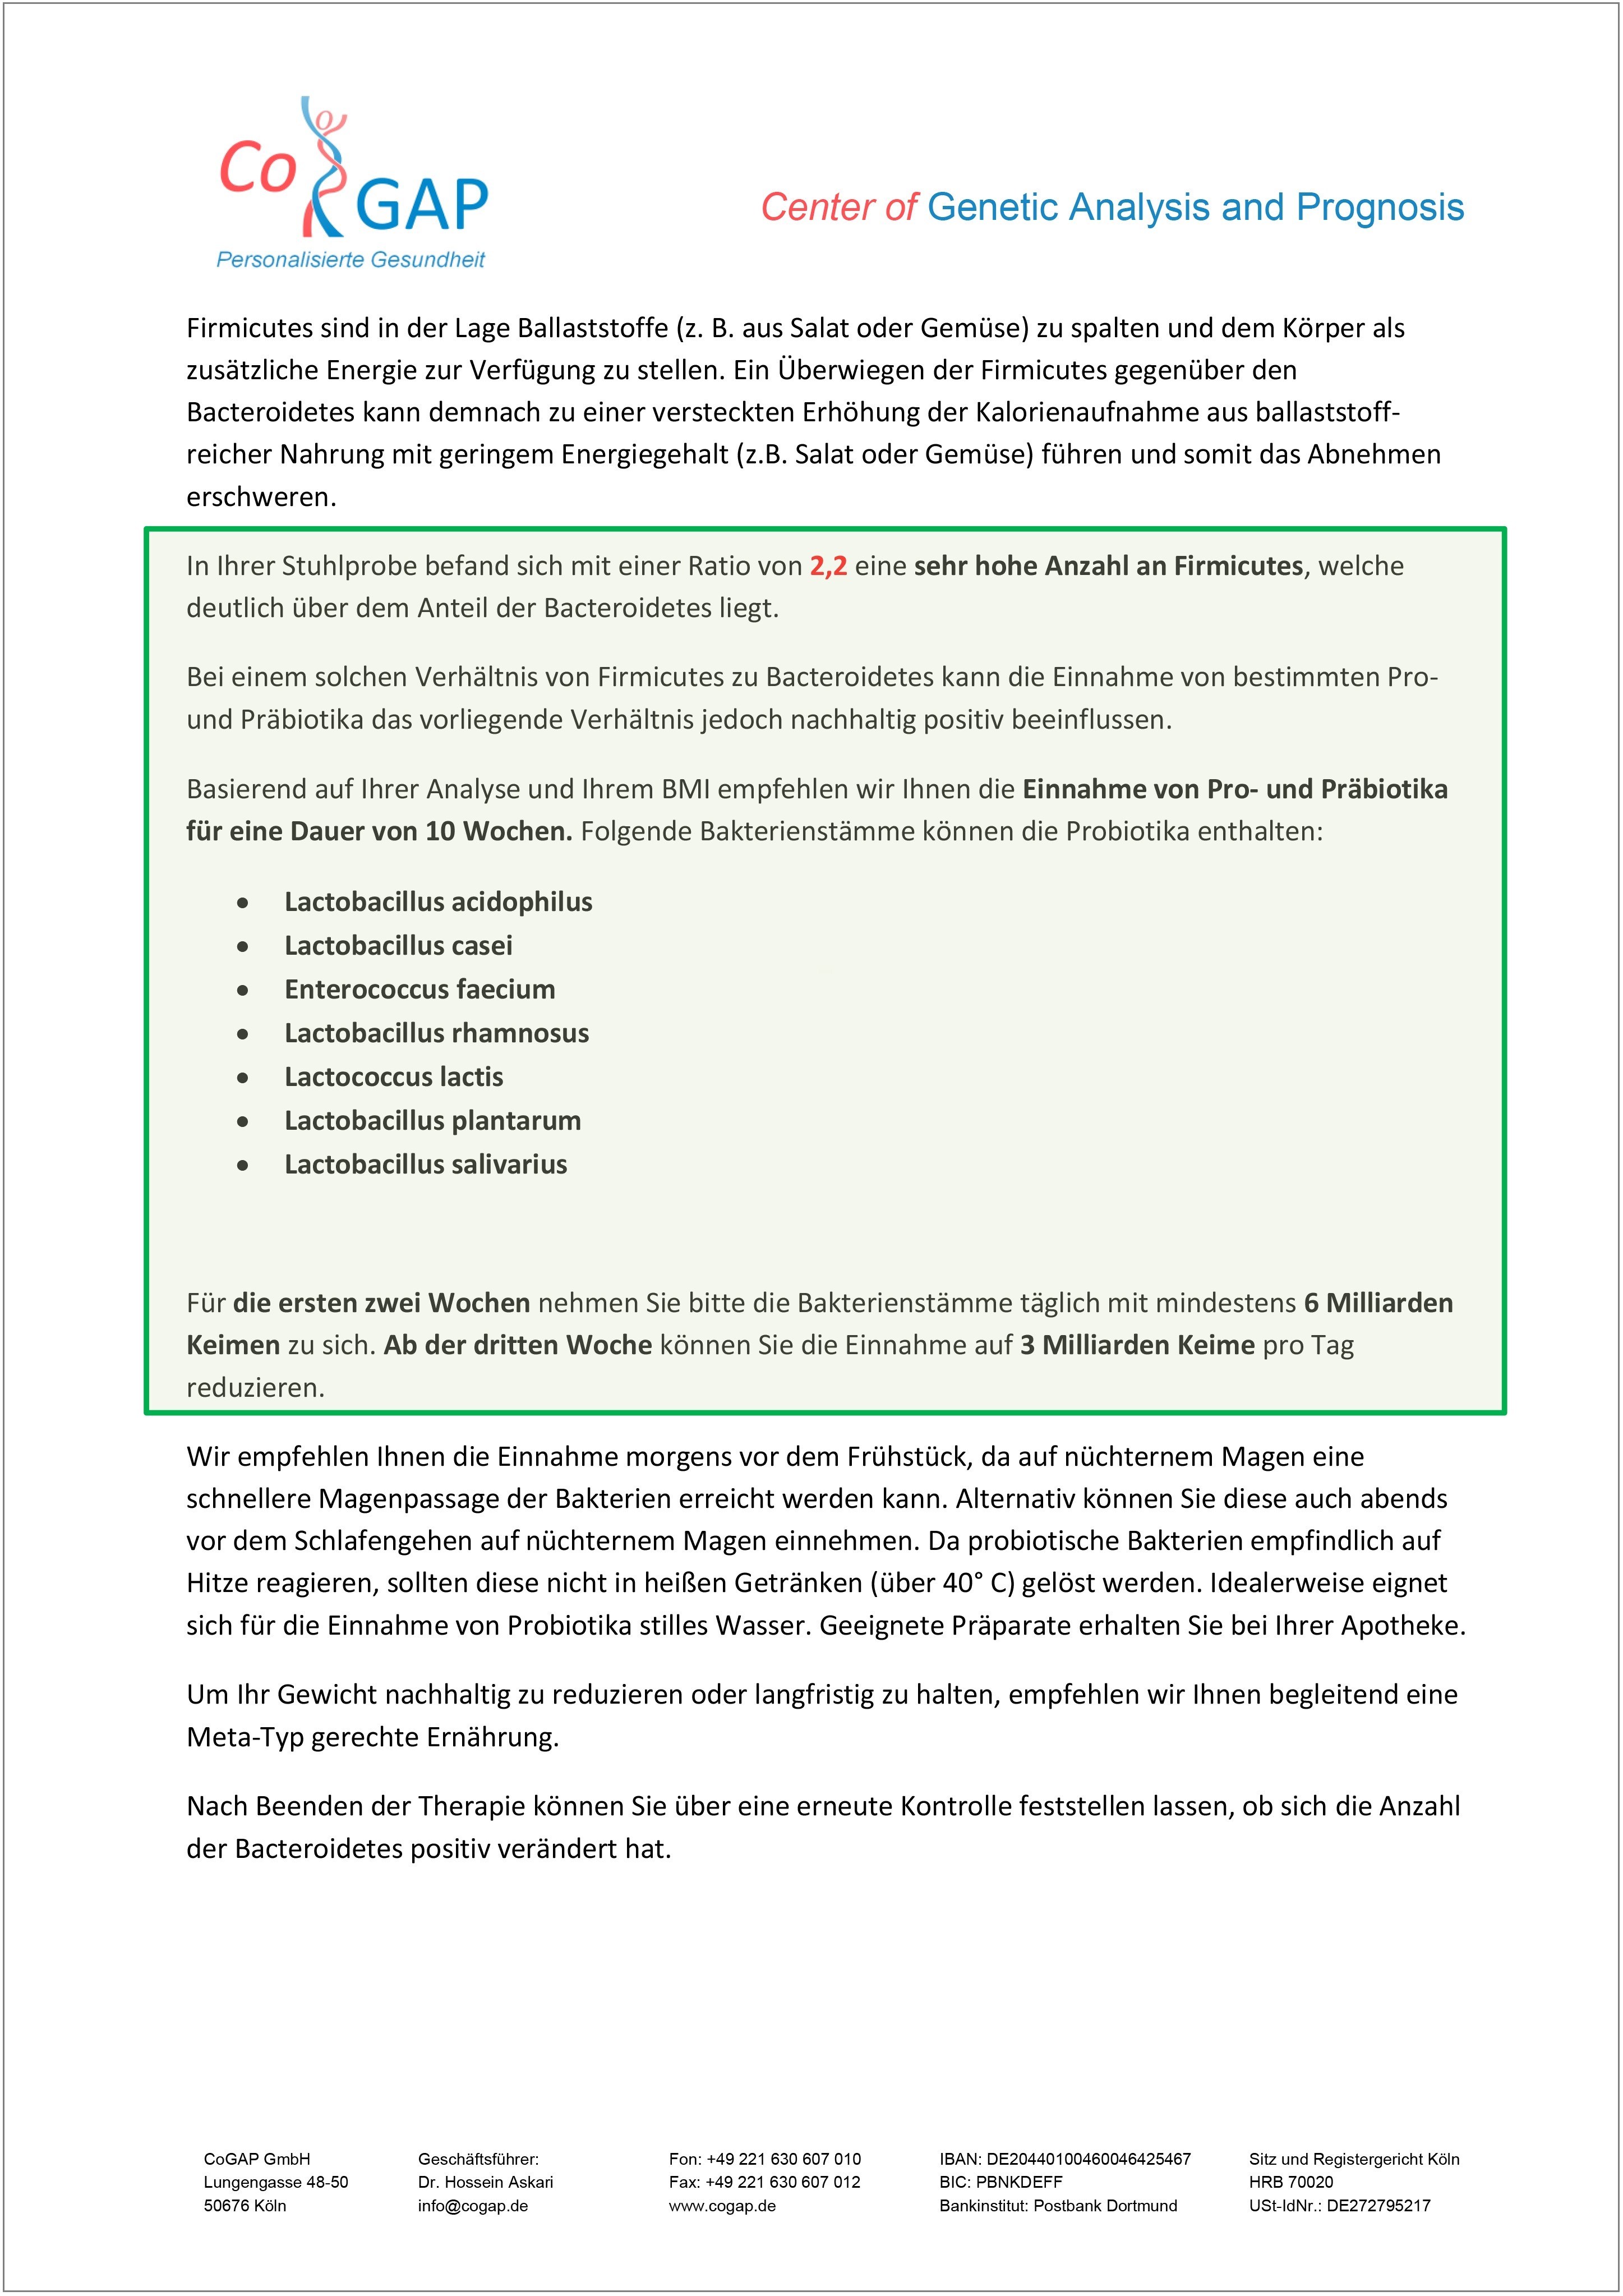 Co GAP
Personalisierte Gesundheit
Center of Genetic Analysis and Prognosis
Firmicutes sind in der Lage Ballaststoffe (z. B. aus Salat oder Gemüse) zu spalten und dem Körper als
zusätzliche Energie zur Verfügung zu stellen. Ein Überwiegen der Firmicutes gegenüber den
Bacteroidetes kann demnach zu einer versteckten Erhöhung der Kalorienaufnahme aus ballaststoff-
reicher Nahrung mit geringem Energiegehalt (z.B. Salat oder Gemüse) führen und somit das Abnehmen
erschweren.
In Ihrer Stuhlprobe befand sich mit einer Ratio von 2,2 eine sehr hohe Anzahl an Firmicutes, welche
deutlich über dem Anteil der Bacteroidetes liegt.
Bei einem solchen Verhältnis von Firmicutes zu Bacteroidetes kann die Einnahme von bestimmten Pro-
und Präbiotika das vorliegende Verhältnis jedoch nachhaltig positiv beeinflussen.
Basierend auf Ihrer Analyse und Ihrem BMI empfehlen wir Ihnen die Einnahme von Pro- und Präbiotika
für eine Dauer von 10 Wochen. Folgende Bakterienstämme können die Probiotika enthalten:
• Lactobacillus acidophilus
• Lactobacillus casei
• Enterococcus faecium
• Lactobacillus rhamnosus
• Lactococcus lactis
• Lactobacillus plantarum
• Lactobacillus salivarius
Für die ersten zwei Wochen nehmen Sie bitte die Bakterienstämme täglich mit mindestens 6 Milliarden
Keimen zu sich. Ab der dritten Woche können Sie die Einnahme auf 3 Milliarden Keime pro Tag
reduzieren.
Wir empfehlen Ihnen die Einnahme morgens vor dem Frühstück, da auf nüchternem Magen eine
schnellere Magenpassage der Bakterien erreicht werden kann. Alternativ können Sie diese auch abends
vor dem Schlafengehen auf nüchternem Magen einnehmen. Da probiotische Bakterien empfindlich auf
Hitze reagieren, sollten diese nicht in heißen Getränken (über 40° C) gelöst werden. Idealerweise eignet
sich für die Einnahme von Probiotika stilles Wasser. Geeignete Präparate erhalten Sie bei Ihrer Apotheke.
Um Ihr Gewicht nachhaltig zu reduzieren oder langfristig zu halten, empfehlen wir Ihnen begleitend eine
Meta-Typ gerechte Ernährung.
Nach Beenden der Therapie können Sie über eine erneute Kontrolle feststellen lassen, ob sich die Anzahl
der Bacteroidetes positiv verändert hat.
CoGAP GmbH
Lungengasse 48-50
50676 Köln
Geschäftsführer:
Dr. Hossein Askari
info@cogap.de
Fon: +49 221 630 607 010
Fax: +49 221 630 607 012
www.cogap.de
IBAN: DE20440100460046425467
BIC: PBNKDEFF
Bankinstitut: Postbank Dortmund
Sitz und Registergericht Köln
HRB 70020
USt-IdNr.: DE272795217